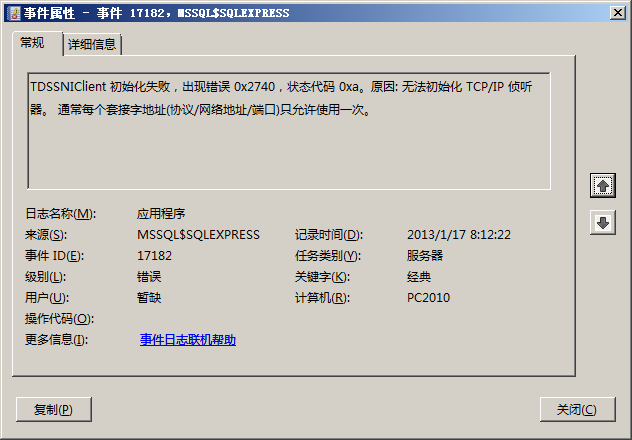 事件属性 - 事件 17182，MSSQL$SQLEXPRESS
常规 详细信息
TDSSNIClient 初始化失败，出现错误 0x2740，状态代码 0xa。原因: 无法初始化 TCP/IP 侦听
器。 通常每个套接字地址(协议/网络地址/端口)只允许使用一次。
日志名称(M): 应用程序
来源(S): MSSQL$SQLEXPRESS 记录时间(D): 2013/1/17 8:12:22
事件 ID(E): 17182 任务类别(Y): 服务器
级别(L): 错误 关键字(K): 经典
用户(U): 暂缺 计算机(R): PC2010
操作代码(O):
更多信息(I): 事件日志联机帮助
复制(P) 关闭(C)